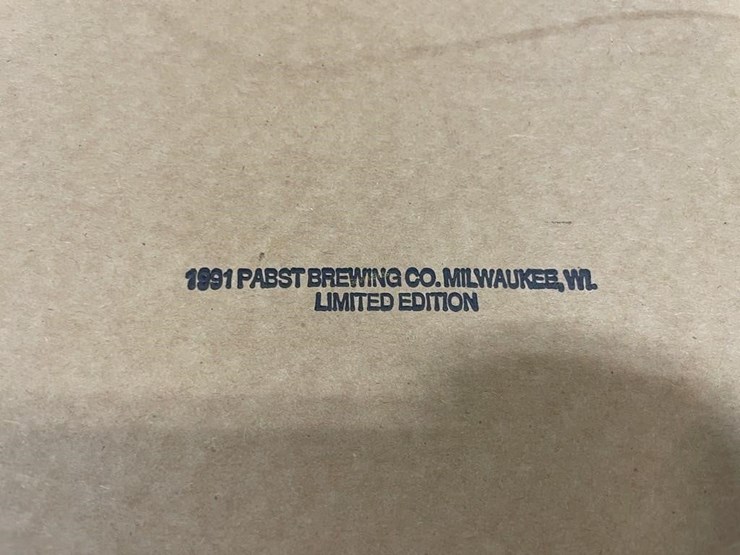 1991 PABST BREWING CO. MILWAUKEE, WI.
LIMITED EDITION